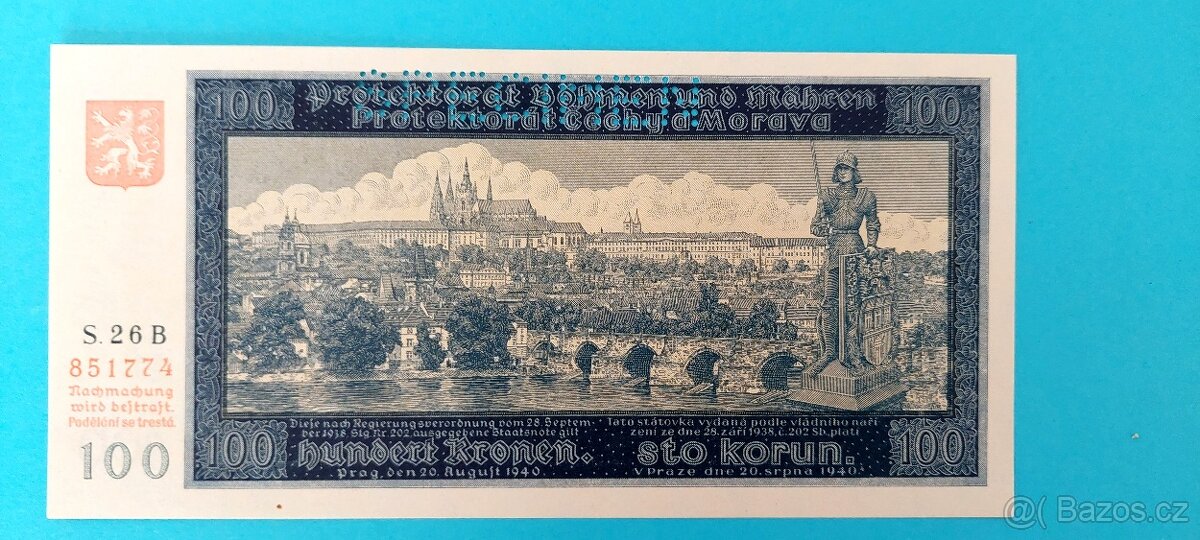 100
Protektorat Böhmen und Mähren
Protektorát Čechy a Morava
100
S. 26 B
851774
Nachmachung
wird bestraft.
Padělání se trestá.
100
100
Diese nach Regierungsverordnung vom 28. Septem-
ber 1938 Slg Nr. 202. ausgegebene Staatsnote gilt
hundert Kronen.
Prag, den 20. August 1940
Tato státovka vydaná podle vládního naří
zení ze dne 28. září 1938, č. 202 Sb. platí
sto korun.
V Praze dne 20. srpna 1940
100
@( Bazos.cz